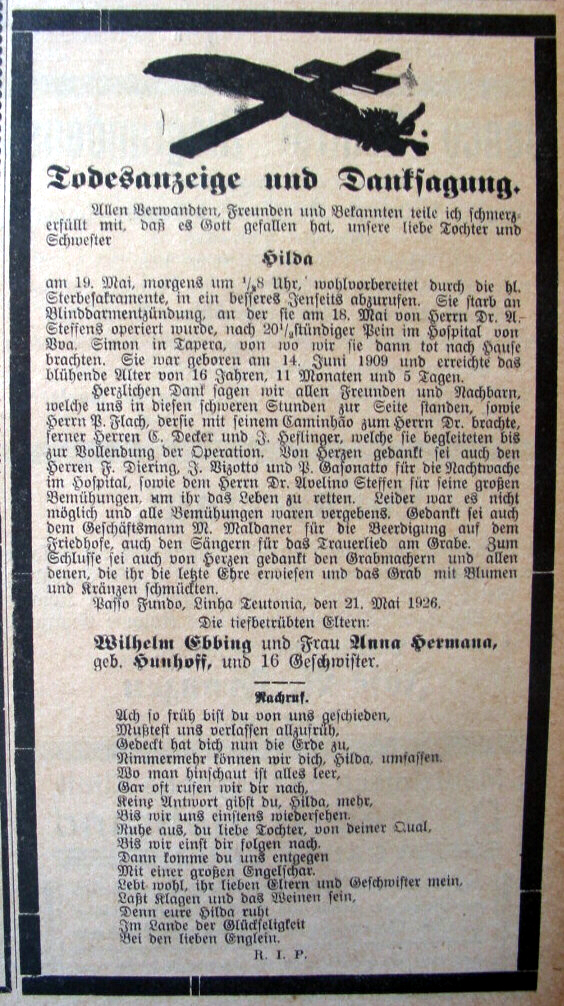 Todesanzeige und Danksagung.
Allen Verwandten, Freunden und Bekannten teile ich schmerz-
erfüllt mit, daß es Gott gefallen hat, unsere liebe Tochter und
Schwester
Hilda
am 19. Mai, morgens um ½8 Uhr, wohlvorbereitet durch die hl.
Sterbesakramente, in ein besseres Jenseits abzurufen. Sie starb an
Blinddarmentzündung, an der sie am 18. Mai von Herrn Dr. A.
Steffens operiert wurde, nach 20½stündiger Pein im Hospital von
Vva. Simon in Tapera, von wo wir sie dann tot nach Hause
brachten. Sie war geboren am 14. Juni 1909 und erreichte das
blühende Alter von 16 Jahren, 11 Monaten und 5 Tagen.
Herzlichen Dank sagen wir allen Freunden und Nachbarn,
welche uns in diesen schweren Stunden zur Seite standen, sowie
Herrn P. Flach, dersie mit seinem Caminhão zum Herrn Dr. brachte,
ferner Herren C. Decker und J. Heflinger, welche sie begleiteten bis
zur Vollendung der Operation. Von Herzen gedankt sei auch den
Herren F. Diering, J. Vizotto und P. Gasonatto für die Nachtwache
im Hospital, sowie dem Herrn Dr. Avelino Steffen für seine großen
Bemühungen, um ihr das Leben zu retten. Leider war es nicht
möglich und alle Bemühungen waren vergebens. Gedankt sei auch
dem Geschäftsmann M. Maldaner für die Beerdigung auf dem
Friedhofe, auch den Sängern für das Trauerlied am Grabe. Zum
Schlusse sei auch von Herzen gedankt den Grabmachern und allen
denen, die ihr die letzte Ehre erwiesen und das Grab mit Blumen
und Kränzen schmückten.
Passo Fundo, Linha Teutonia, den 21. Mai 1926.
Die tiefbetrübten Eltern:
Wilhelm Ebbing und Frau Anna Hermana,
geb. Hunhoff, und 16 Geschwister.
Nachruf.
Ach so früh bist du von uns geschieden,
Mußtest uns verlassen allzufrüh,
Gedeckt hat dich nun die Erde zu,
Nimmermehr können wir dich, Hilda, umfassen.
Wo man hinschaut ist alles leer,
Gar oft rufen wir dir nach,
Keine Antwort gibst du, Hilda, mehr,
Bis wir uns einstens wiedersehen.
Ruhe aus, du liebe Tochter, von deiner Qual,
Bis wir einst dir folgen nach.
Dann komme du uns entgegen
Mit einer großen Engelschar.
Lebt wohl, ihr lieben Eltern und Geschwister mein,
Laßt Klagen und das Weinen sein,
Denn eure Hilda ruht
Im Lande der Glückseligkeit
Bei den lieben Englein.
R. I. P.